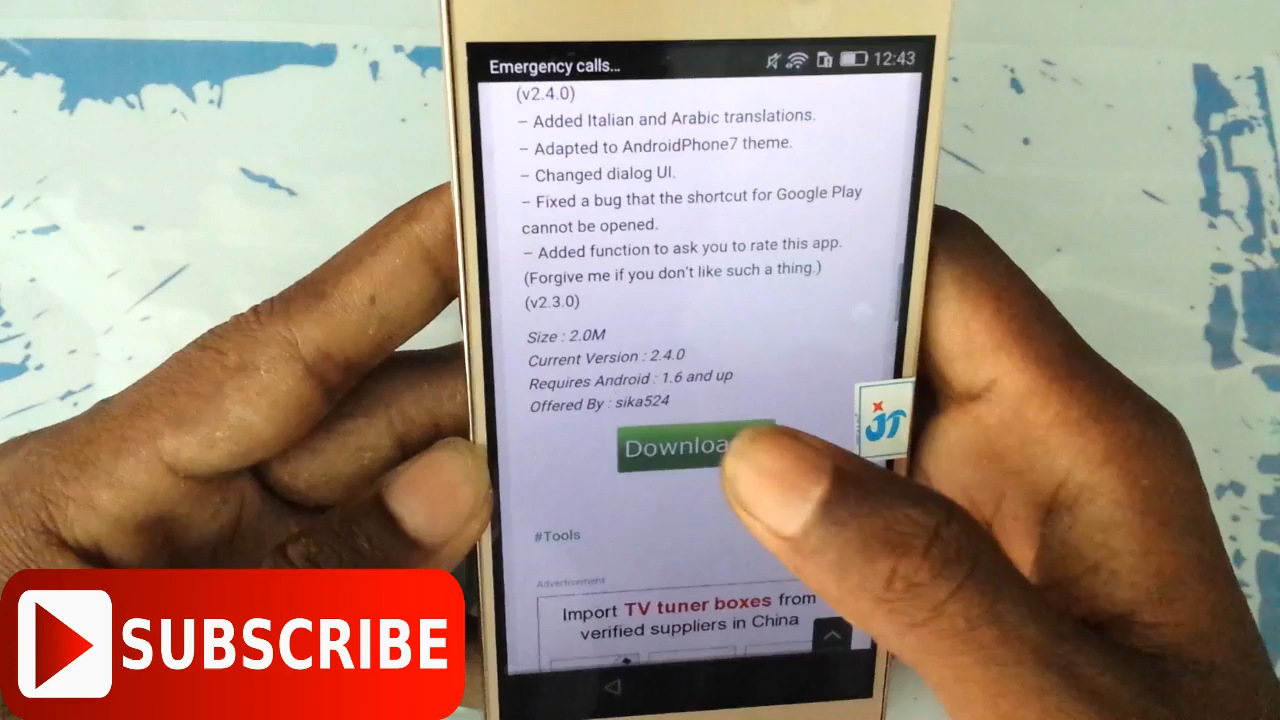 Emergency calls...
12:43
(v2.4.0)
– Added Italian and Arabic translations.
– Adapted to AndroidPhone7 theme.
– Changed dialog UI.
– Fixed a bug that the shortcut for Google Play
cannot be opened.
– Added function to ask you to rate this app.
(Forgive me if you don't like such a thing.)
(v2.3.0)
Size : 2.0M
Current Version : 2.4.0
Requires Android : 1.6 and up
Offered By : sika524
Downloa
JT
#Tools
Advertisement
Import TV tuner boxes from
verified suppliers in China
SUBSCRIBE